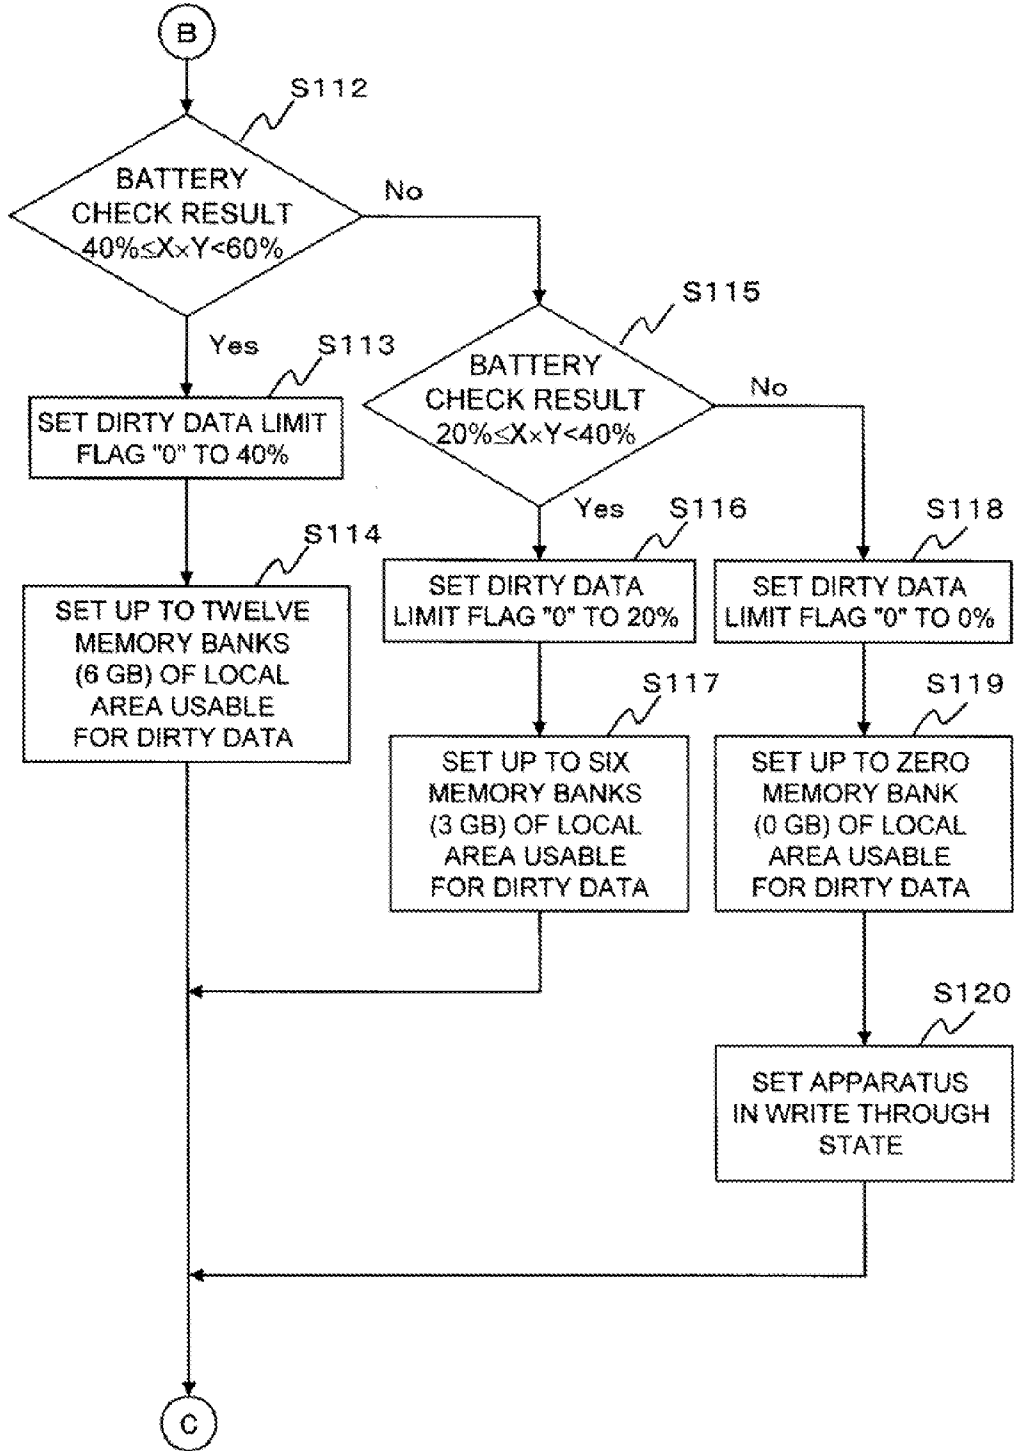 B
S112
BATTERY
CHECK RESULT
40%≤X×Y<60%
No
Yes
S113
SET DIRTY DATA LIMIT
FLAG "0" TO 40%
S114
SET UP TO TWELVE
MEMORY BANKS
(6 GB) OF LOCAL
AREA USABLE
FOR DIRTY DATA
S115
BATTERY
CHECK RESULT
20%≤X×Y<40%
No
Yes
S116
SET DIRTY DATA
LIMIT FLAG "0" TO 20%
S117
SET UP TO SIX
MEMORY BANKS
(3 GB) OF LOCAL
AREA USABLE
FOR DIRTY DATA
S118
SET DIRTY DATA
LIMIT FLAG "0" TO 0%
S119
SET UP TO ZERO
MEMORY BANK
(0 GB) OF LOCAL
AREA USABLE
FOR DIRTY DATA
S120
SET APPARATUS
IN WRITE THROUGH
STATE
C